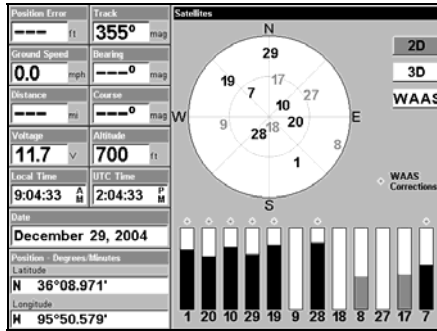 Position Error
--- ft
Track
355° mag
Ground Speed
0.0 mph
Bearing
---° mag
Distance
--- mi
Course
---° mag
Voltage
11.7 V
Altitude
700 ft
Local Time
9:04:33 AM
UTC Time
2:04:33 PM
Date
December 29, 2004
Position - Degrees/Minutes
Latitude
N 36°08.971'
Longitude
W 95°50.579'
Satellites
N
29
19 17
7 27
10
W 9 28 18 20 E
8
1
S
2D
3D
WAAS
WAAS Corrections
1 20 10 29 19 9 28 18 8 27 17 7